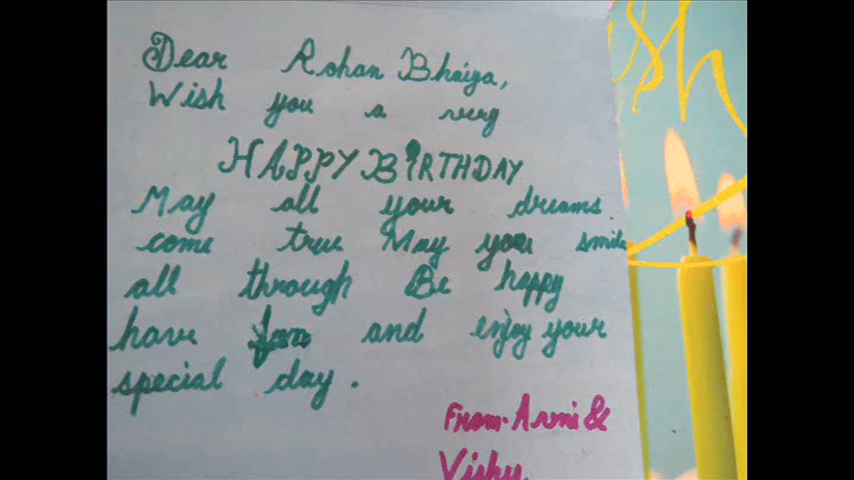 Dear Rohan Bhaiya,
Wish you a very
HAPPY BIRTHDAY
May all your dreams
come true May you smile
all through Be happy
have fun and enjoy your
special day.
From- Arni &
Vishu
sh